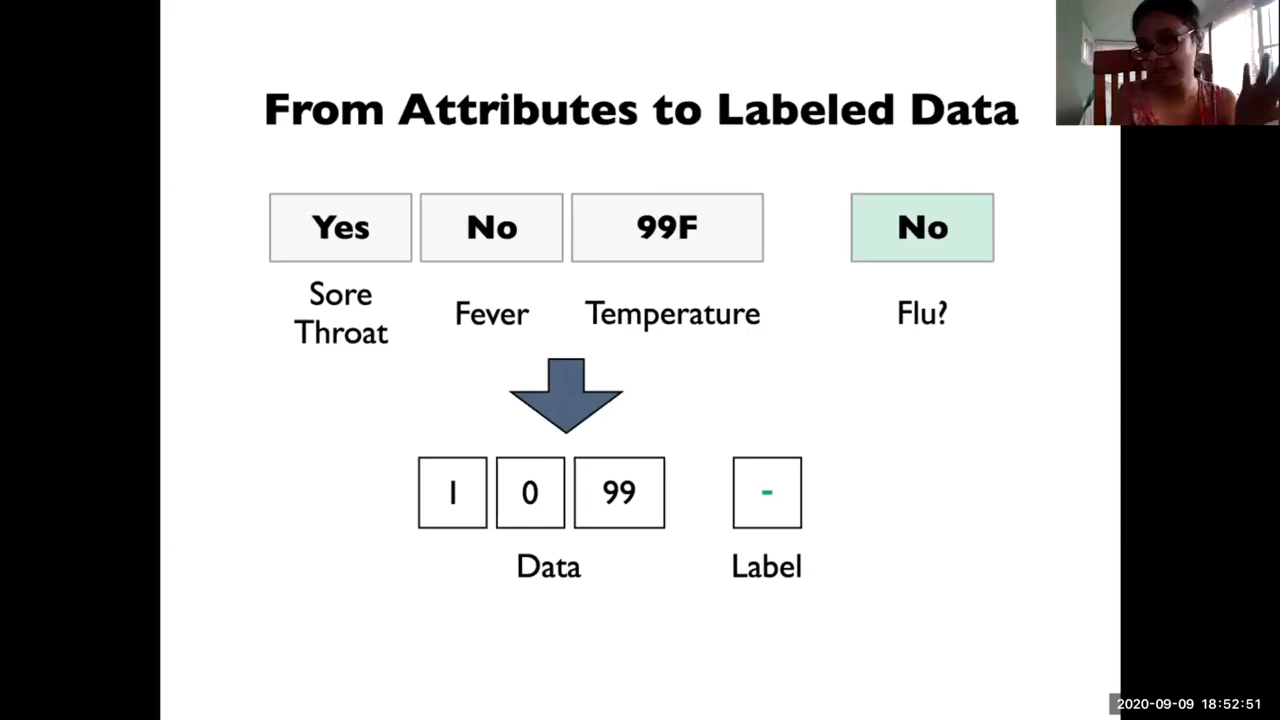 From Attributes to Labeled Data
Yes No 99F No
Sore
Throat
Fever Temperature Flu?
1 0 99 -
Data Label
2020-09-09 18:52:51